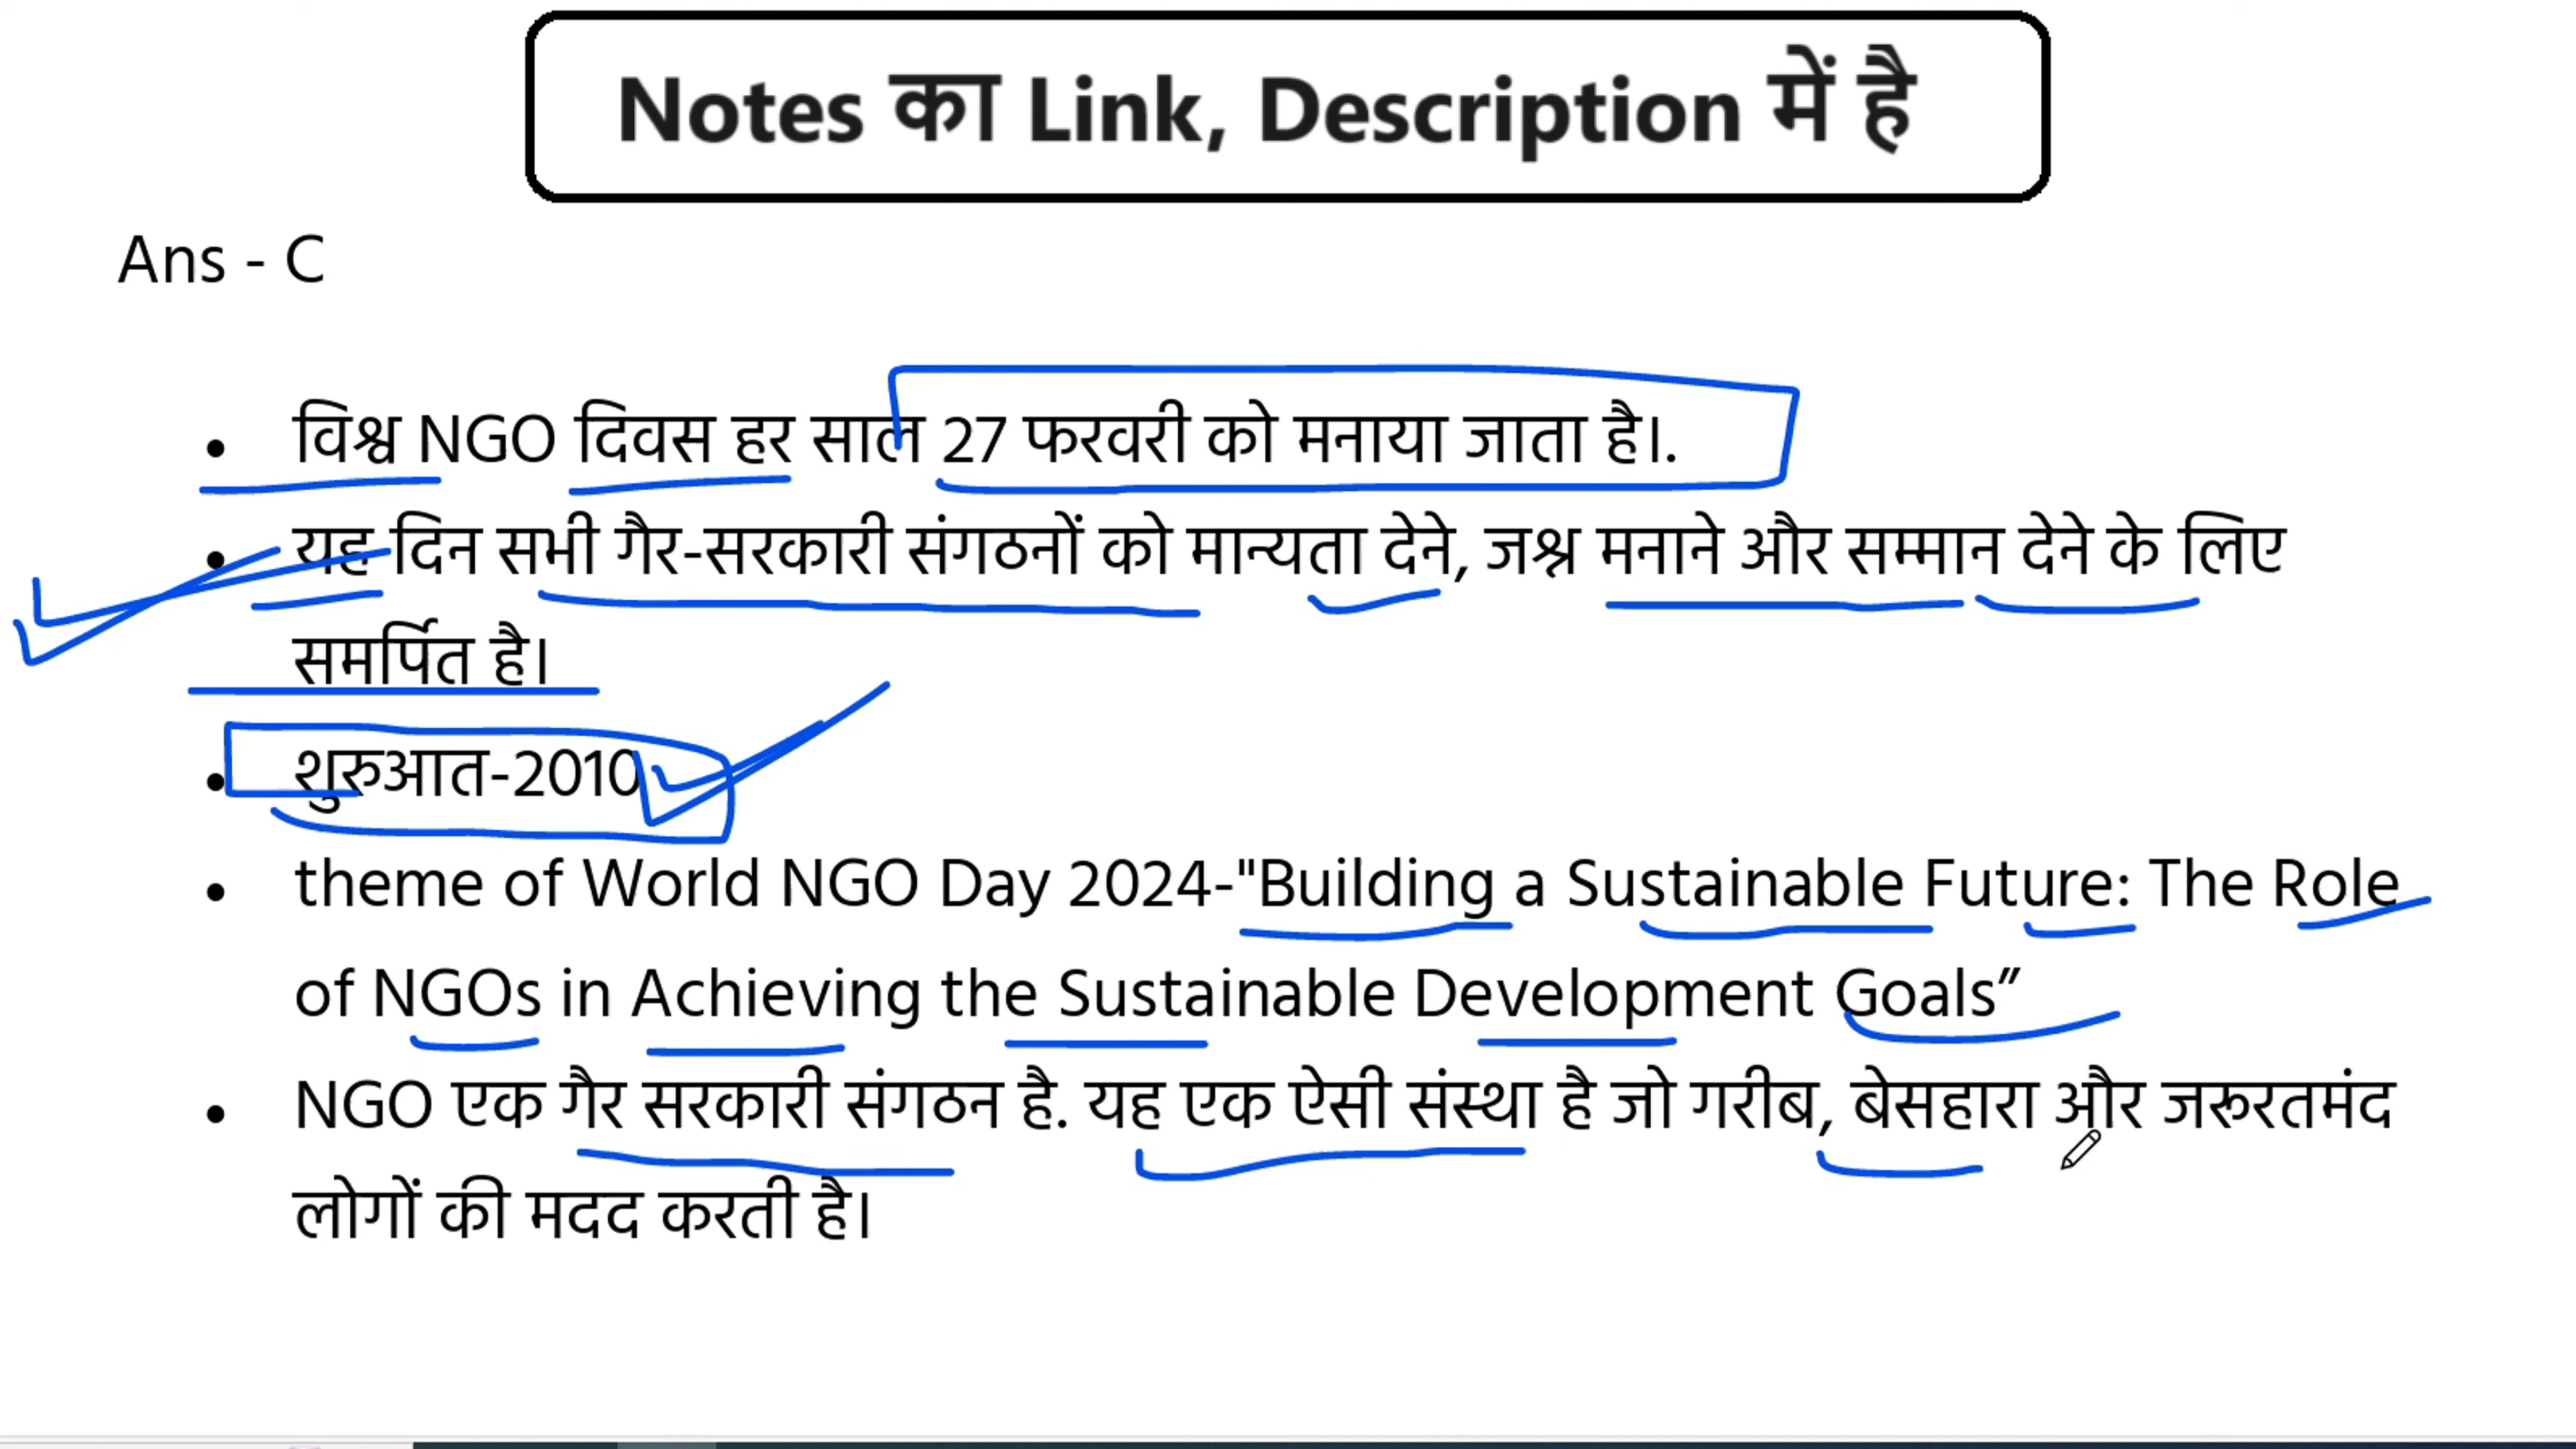 Notes का Link, Description में है
Ans - C
• विश्व NGO दिवस हर साल 27 फरवरी को मनाया जाता है।.
• यह दिन सभी गैर-सरकारी संगठनों को मान्यता देने, जश्न मनाने और सम्मान देने के लिए
समर्पित है।
• शुरुआत-2010
• theme of World NGO Day 2024-"Building a Sustainable Future: The Role
of NGOs in Achieving the Sustainable Development Goals”
• NGO एक गैर सरकारी संगठन है. यह एक ऐसी संस्था है जो गरीब, बेसहारा और जरूरतमंद
लोगों की मदद करती है।